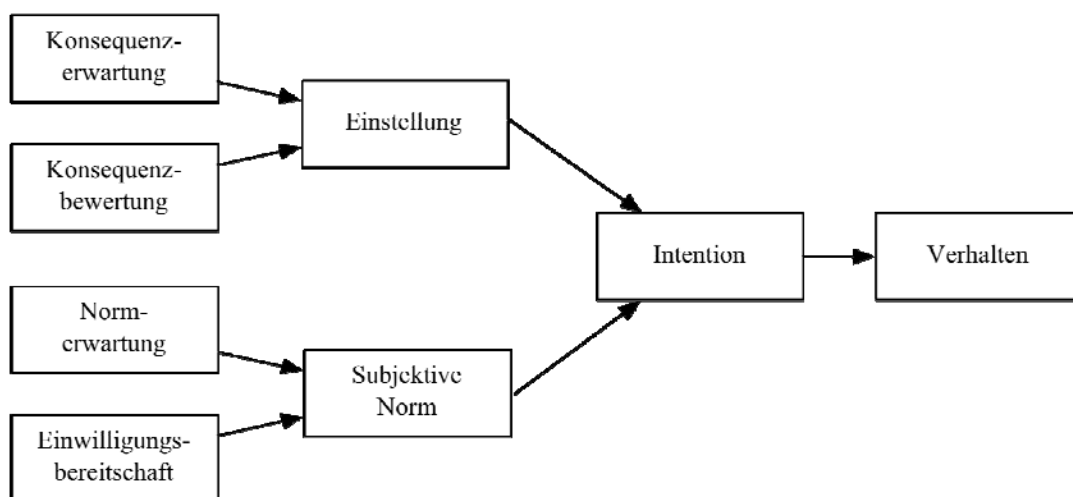 Konsequenz-
erwartung
Einstellung
Konsequenz-
bewertung
Intention
Verhalten
Norm-
erwartung
Subjektive
Norm
Einwilligungs-
bereitschaft